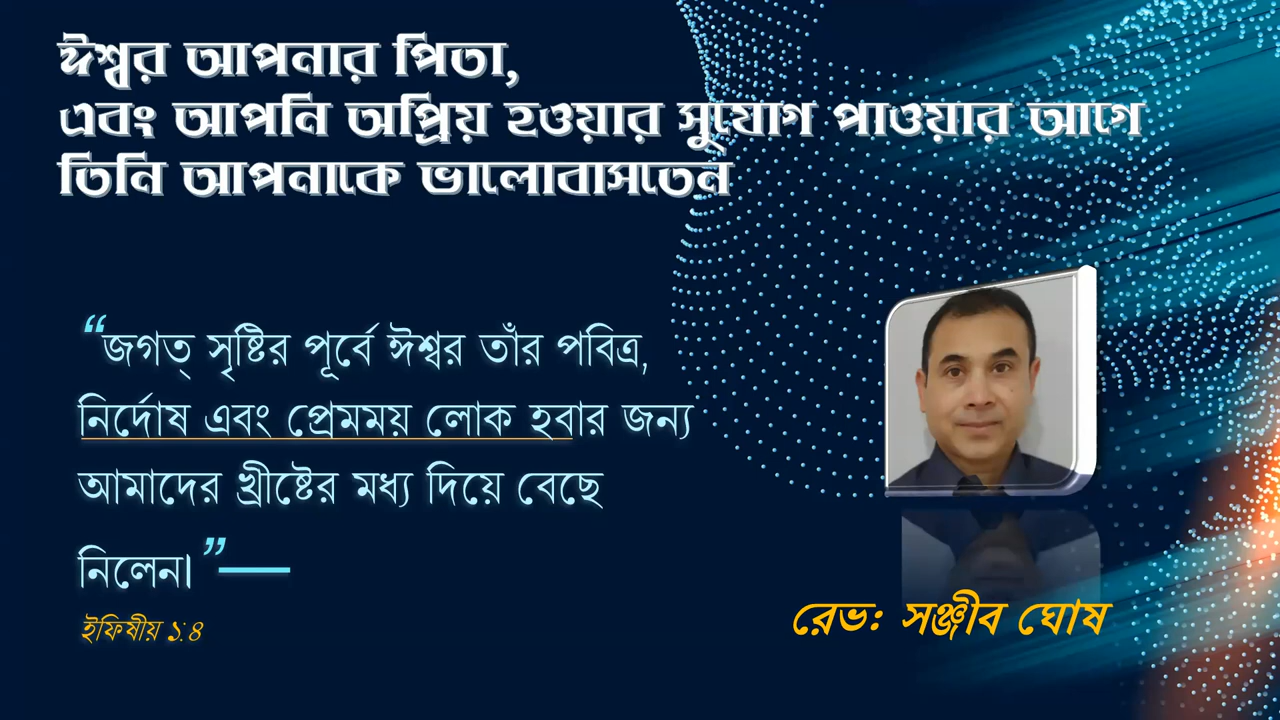 ঈশ্বর আপনার পিতা,
এবং আপনি অপ্রিয় হওয়ার সুযোগ পাওয়ার আগে
তিনি আপনাকে ভালোবাসতেন
“জগত্ সৃষ্টির পূর্বে ঈশ্বর তাঁর পবিত্র,
নির্দোষ এবং প্রেমময় লোক হবার জন্য
আমাদের খ্রীষ্টের মধ্য দিয়ে বেছে
নিলেন। ”—
ইফিষীয় ১:৪
রেভঃ সঞ্জীব ঘোষ